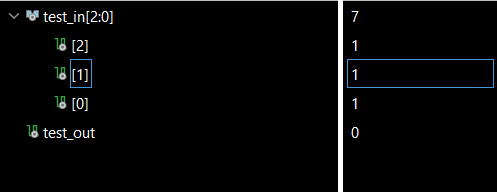 test_in[2:0] 7
[2] 1
[1] 1
[0] 1
test_out 0